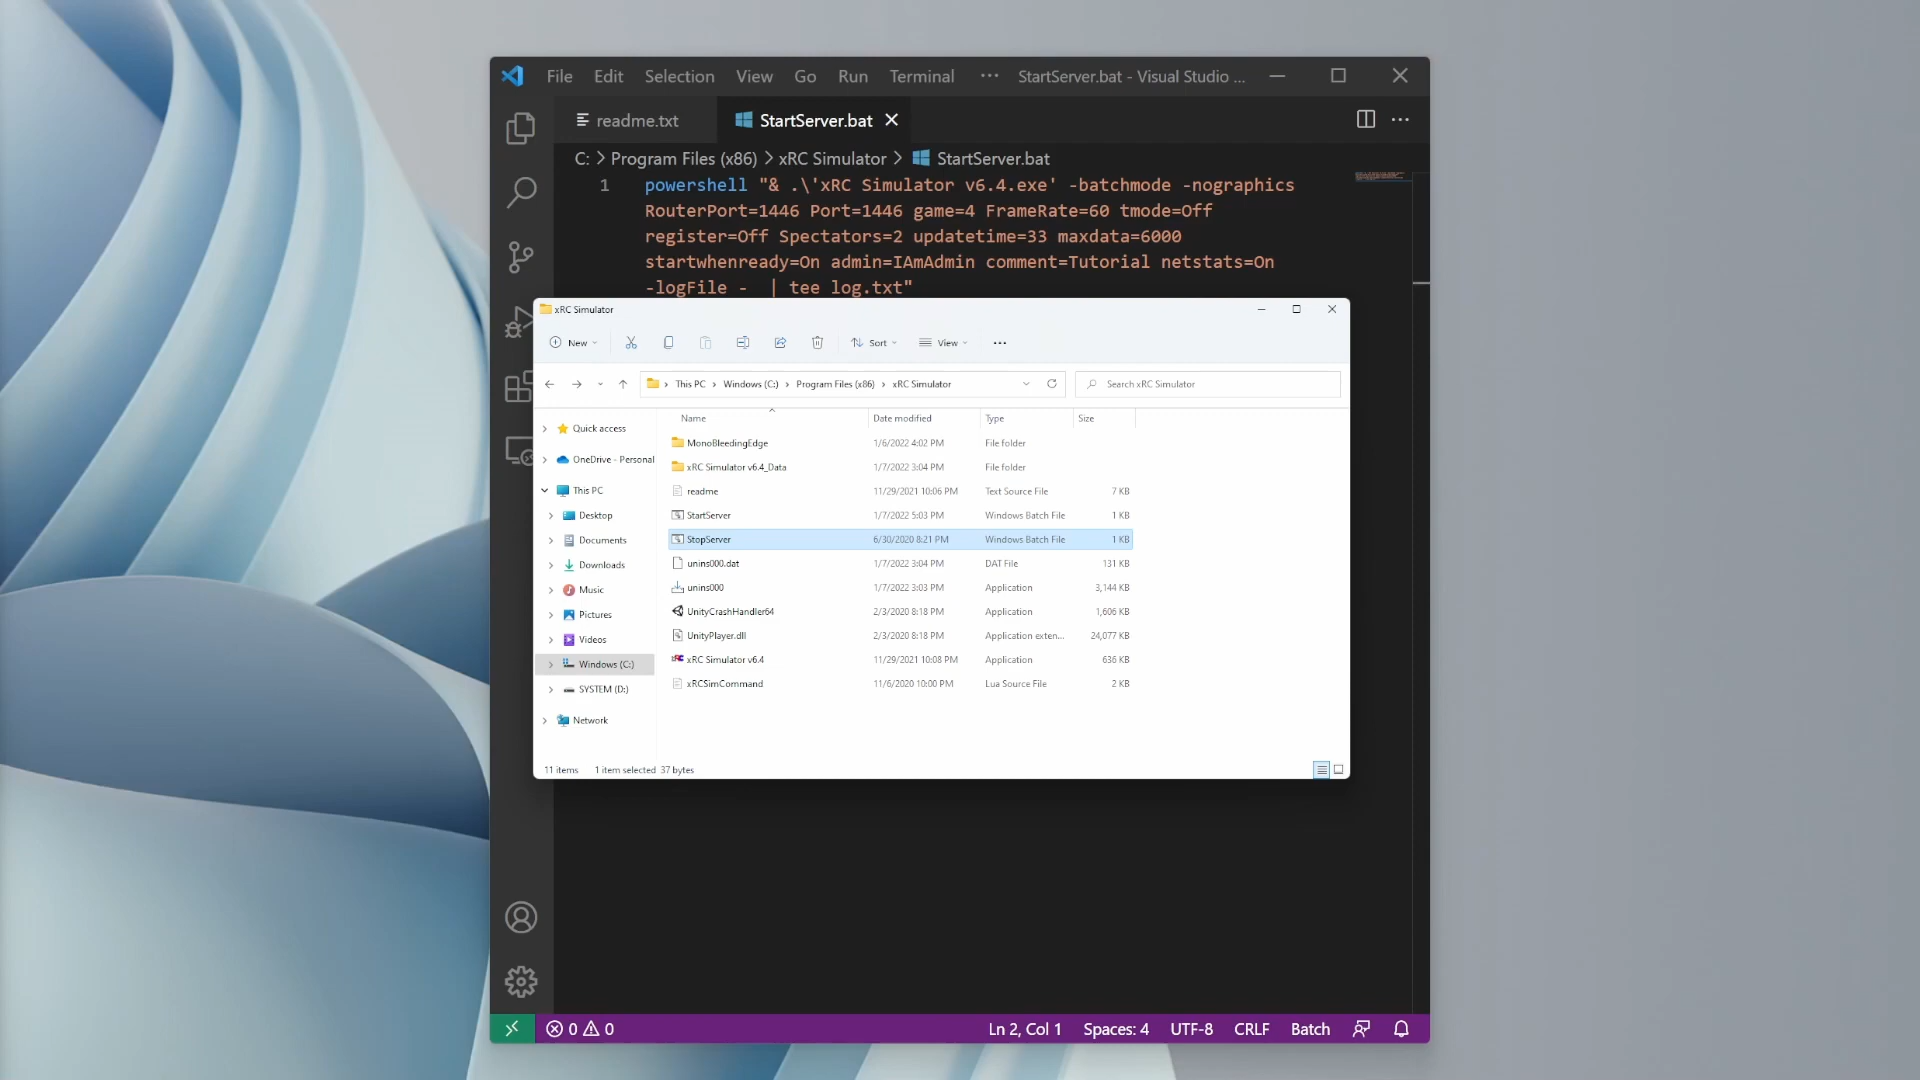 File Edit Selection View Go Run Terminal ··· StartServer.bat - Visual Studio ...
readme.txt StartServer.bat
C: > Program Files (x86) > xRC Simulator > StartServer.bat
1 powershell "& .\'xRC Simulator v6.4.exe' -batchmode -nographics
RouterPort=1446 Port=1446 game=4 FrameRate=60 tmode=Off
register=Off Spectators=2 updatetime=33 maxdata=6000
startwhenready=On admin=IAmAdmin comment=Tutorial netstats=On
-logFile - | tee log.txt"
xRC Simulator
New Sort View ···
This PC > Windows (C:) > Program Files (x86) > xRC Simulator Search xRC Simulator
Name Date modified Type Size
Quick access
OneDrive - Personal
This PC
Desktop
Documents
Downloads
Music
Pictures
Videos
Windows (C:)
SYSTEM (D:)
Network
MonoBleedingEdge 1/6/2022 4:02 PM File folder
xRC Simulator v6.4_Data 1/7/2022 3:04 PM File folder
readme 11/29/2021 10:06 PM Text Source File 7 KB
StartServer 1/7/2022 5:03 PM Windows Batch File 1 KB
StopServer 6/30/2020 8:21 PM Windows Batch File 1 KB
unins000.dat 1/7/2022 3:04 PM DAT File 131 KB
unins000 1/7/2022 3:03 PM Application 3,144 KB
UnityCrashHandler64 2/3/2020 8:18 PM Application 1,606 KB
UnityPlayer.dll 2/3/2020 8:18 PM Application exten... 24,077 KB
xRC Simulator v6.4 11/29/2021 10:08 PM Application 636 KB
xRCSimCommand 11/6/2020 10:00 PM Lua Source File 2 KB
11 items 1 item selected 37 bytes
0 0 Ln 2, Col 1 Spaces: 4 UTF-8 CRLF Batch